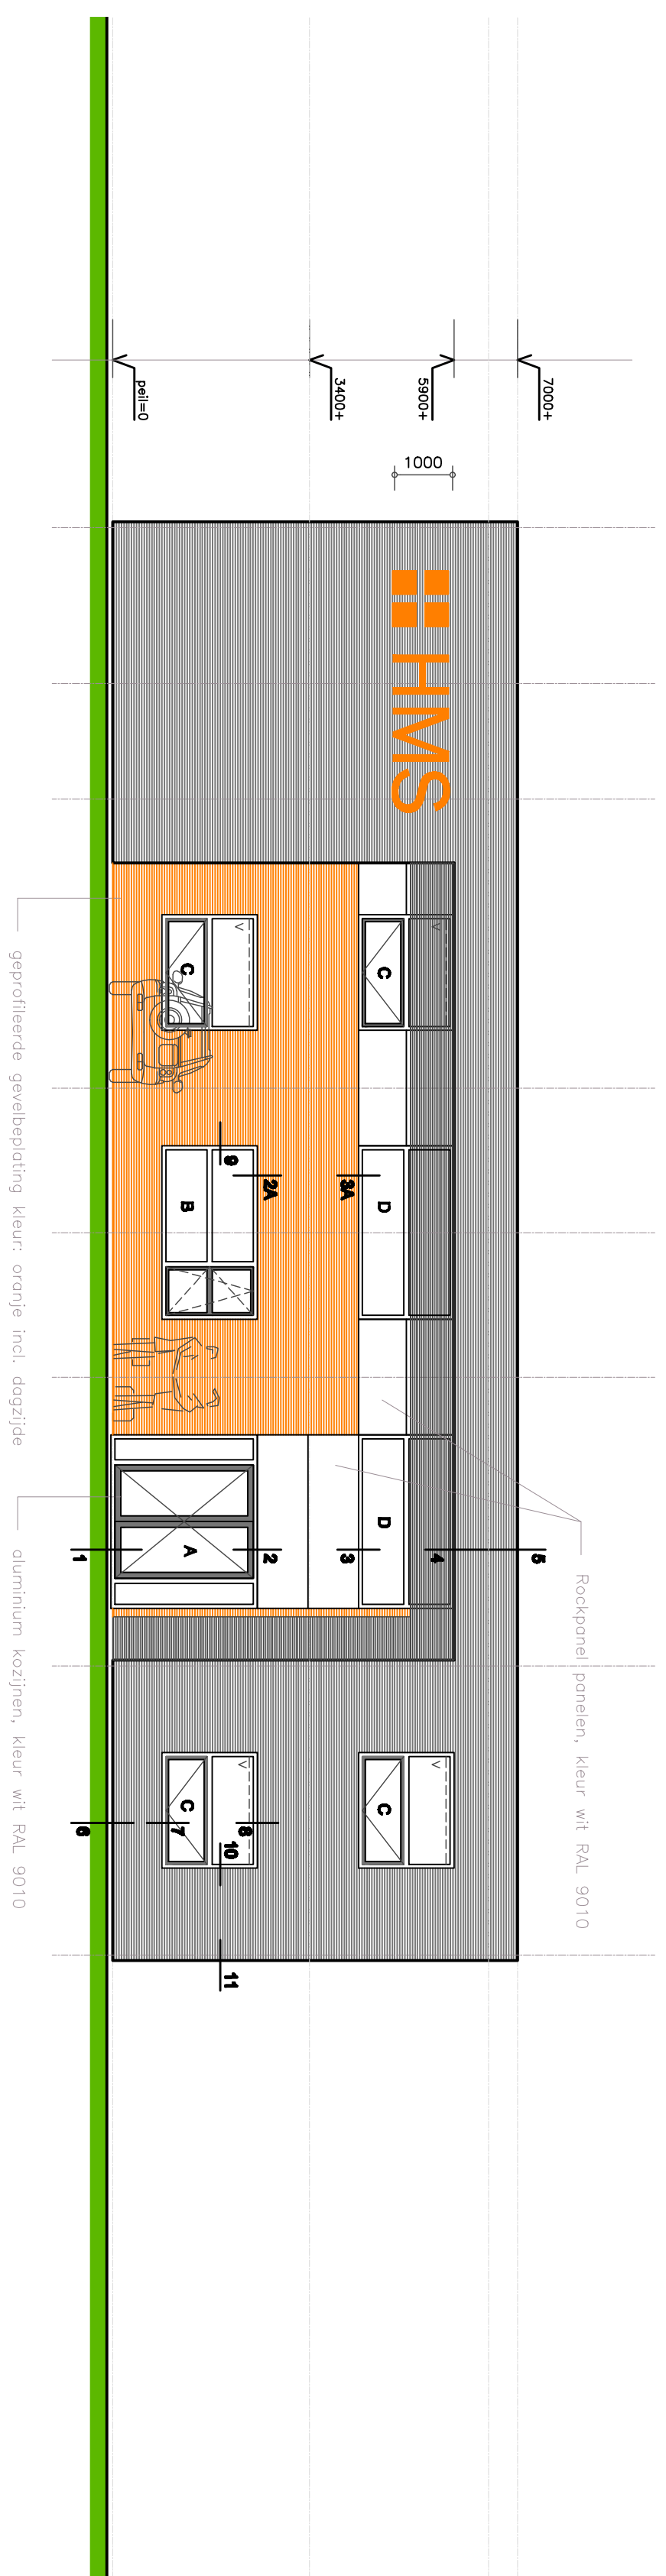 7000+
5900+
3400+
peil=0
1000
HMS
Rockpanel panelen, kleur wit RAL 9010
C
D
D
C
3A
3
4
5
C
B
A
C
9
2A
2
1
6
7
8
10
11
geprofileerde gevelbeplating kleur: oranje incl. dagzijde
aluminium kozijnen, kleur wit RAL 9010